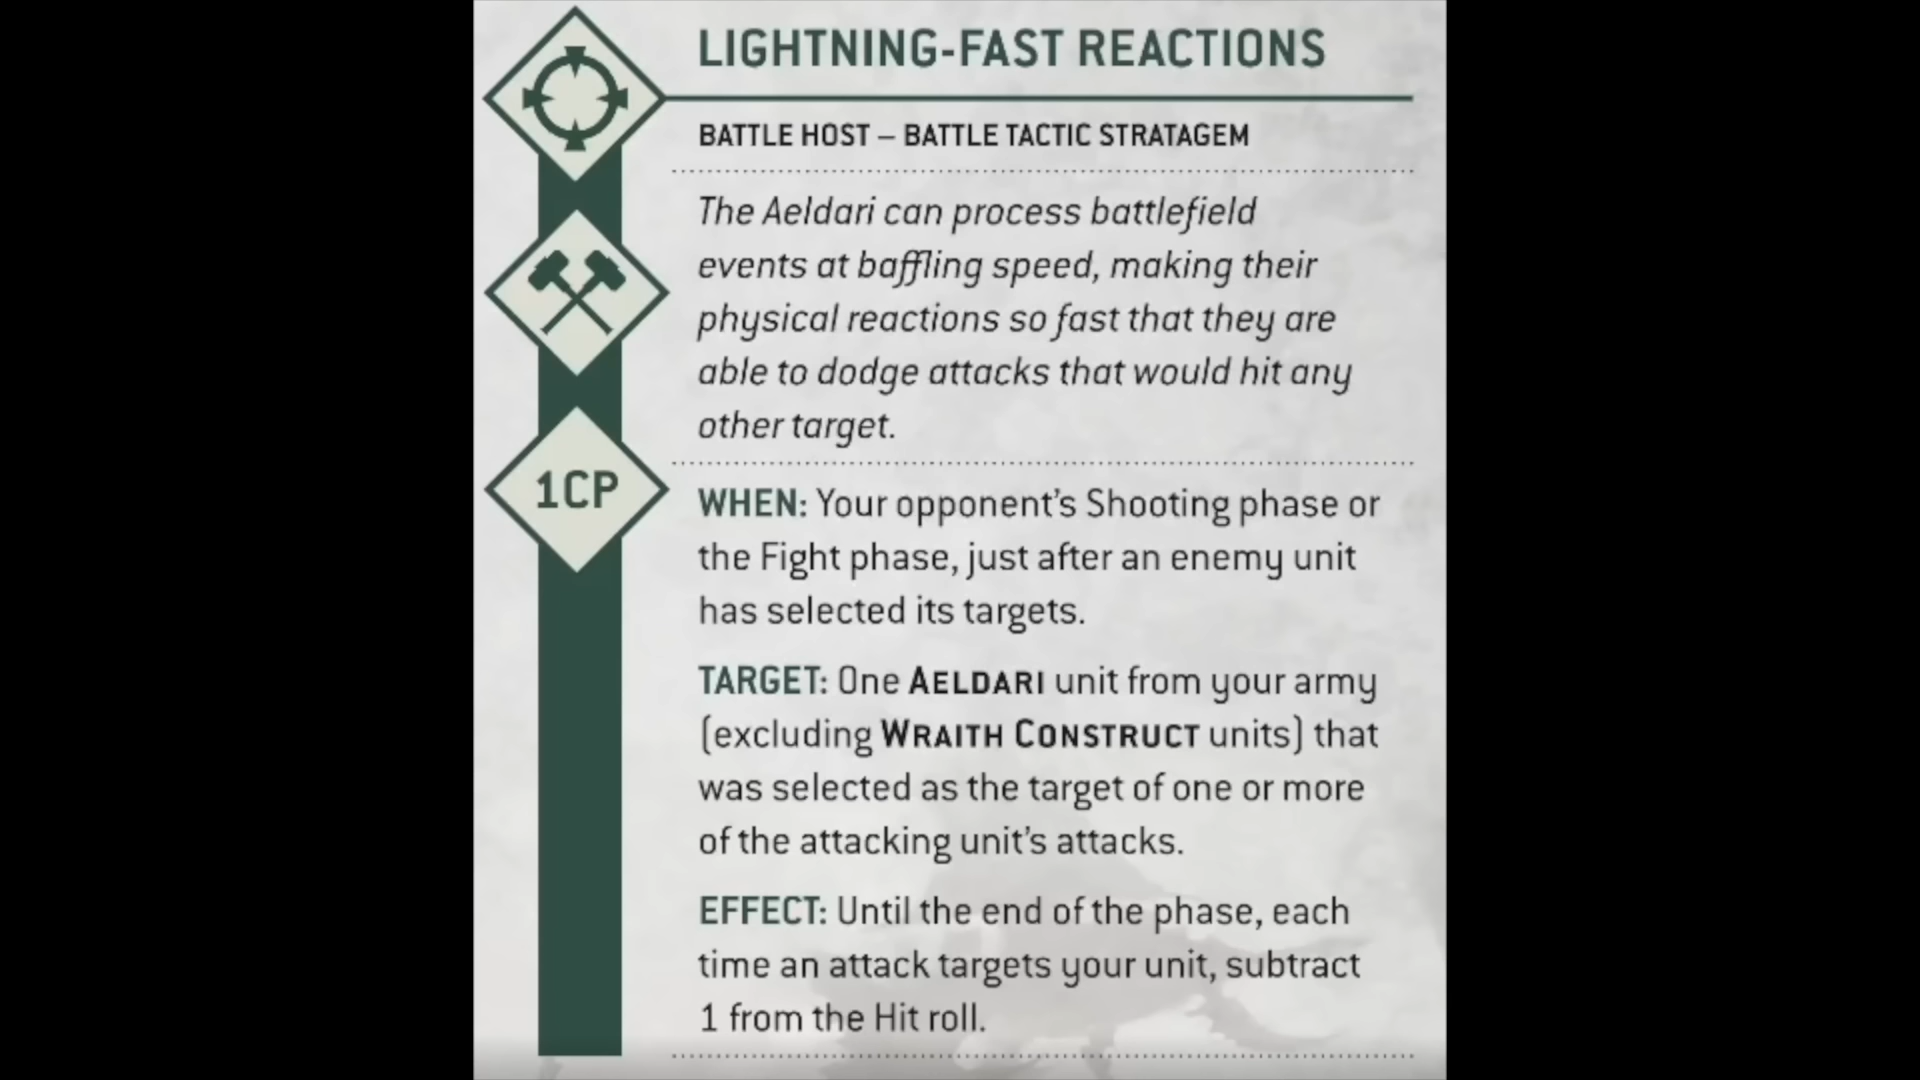 LIGHTNING-FAST REACTIONS
BATTLE HOST – BATTLE TACTIC STRATAGEM
The Aeldari can process battlefield
events at baffling speed, making their
physical reactions so fast that they are
able to dodge attacks that would hit any
other target.
1CP
WHEN: Your opponent's Shooting phase or
the Fight phase, just after an enemy unit
has selected its targets.
TARGET: One AELDARI unit from your army
(excluding WRAITH CONSTRUCT units) that
was selected as the target of one or more
of the attacking unit's attacks.
EFFECT: Until the end of the phase, each
time an attack targets your unit, subtract
1 from the Hit roll.